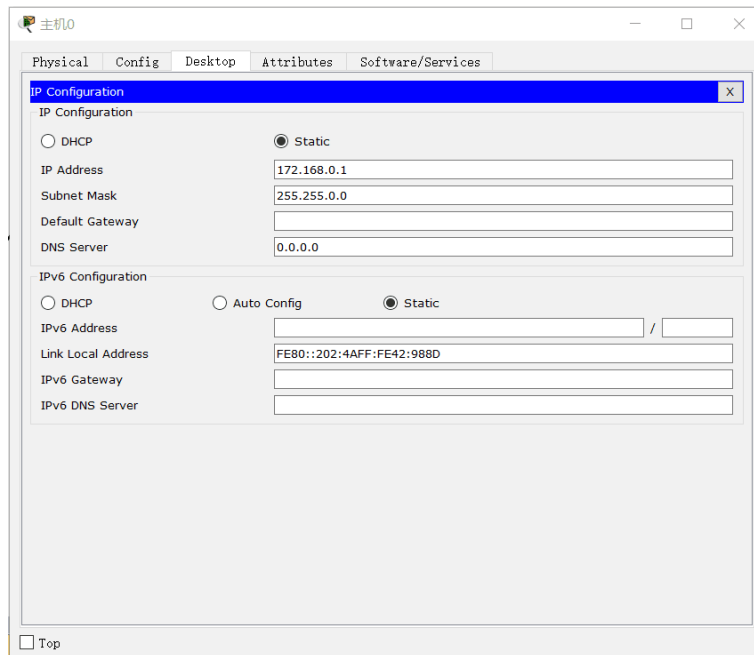 主机0
Physical Config Desktop Attributes Software/Services
IP Configuration X
IP Configuration
DHCP Static
IP Address 172.168.0.1
Subnet Mask 255.255.0.0
Default Gateway
DNS Server 0.0.0.0
IPv6 Configuration
DHCP Auto Config Static
IPv6 Address /
Link Local Address FE80::202:4AFF:FE42:988D
IPv6 Gateway
IPv6 DNS Server
Top